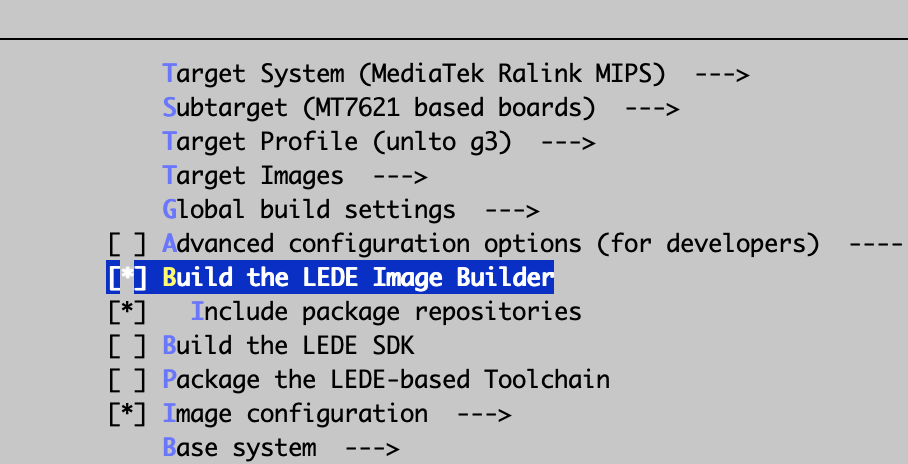 Target System (MediaTek Ralink MIPS)  --->
Subtarget (MT7621 based boards)  --->
Target Profile (unlto g3)  --->
Target Images  --->
Global build settings  --->
[ ] Advanced configuration options (for developers)  ----
[*] Build the LEDE Image Builder
[*]   Include package repositories
[ ] Build the LEDE SDK
[ ] Package the LEDE-based Toolchain
[*] Image configuration  --->
Base system  --->